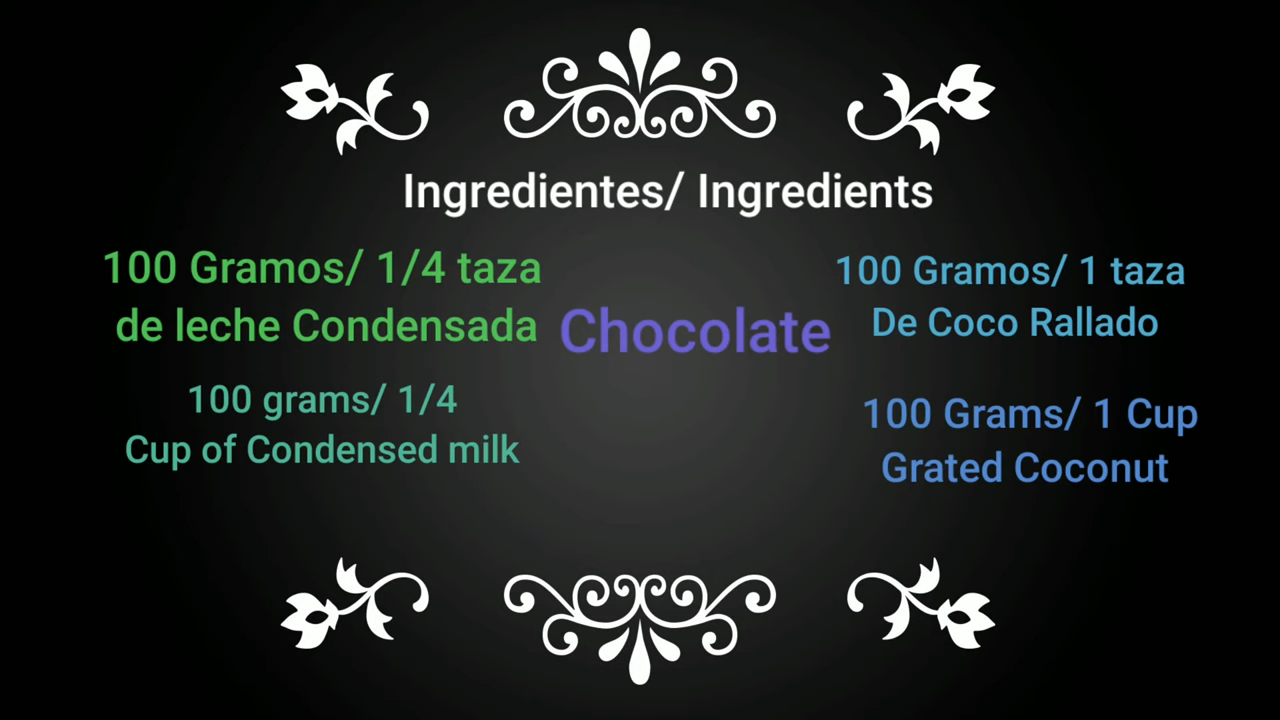 Ingredientes/ Ingredients
100 Gramos/ 1/4 taza
de leche Condensada
100 grams/ 1/4
Cup of Condensed milk
Chocolate
100 Gramos/ 1 taza
De Coco Rallado
100 Grams/ 1 Cup
Grated Coconut